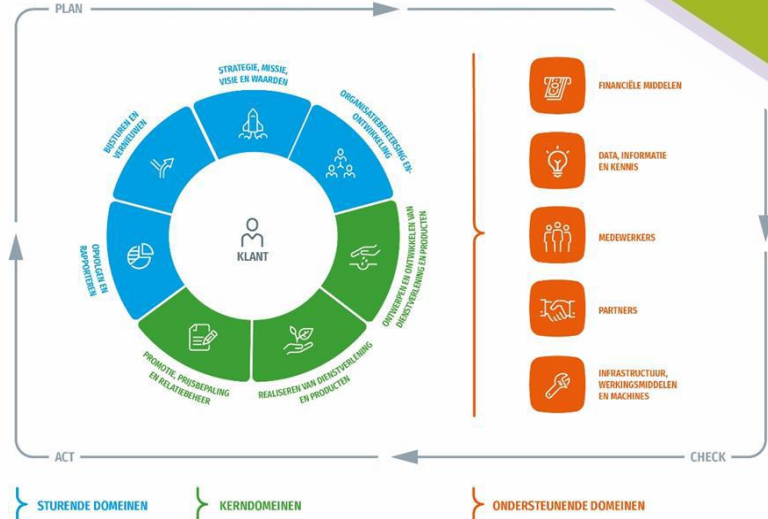 PLAN
STRATEGIE, MISSIE,
VISIE EN WAARDEN
ORGANISATIEBEHEERSING EN-
ONTWIKKELING
BIJSTUREN EN
VERNIEUWEN
OPVOLGEN EN
RAPPORTEREN
KLANT
ONTWERPEN EN ONTWIKKELEN VAN
DIENSTVERLENING EN PRODUCTEN
PROMOTIE, PRIJSBEPALING
EN RELATIEBEHEER
REALISEREN VAN DIENSTVERLENING
EN PRODUCTEN
FINANCIËLE MIDDELEN
DATA, INFORMATIE
EN KENNIS
MEDEWERKERS
PARTNERS
INFRASTRUCTUUR,
WERKINGSMIDDELEN
EN MACHINES
ACT
CHECK
STURENDE DOMEINEN
KERNDOMEINEN
ONDERSTEUNENDE DOMEINEN